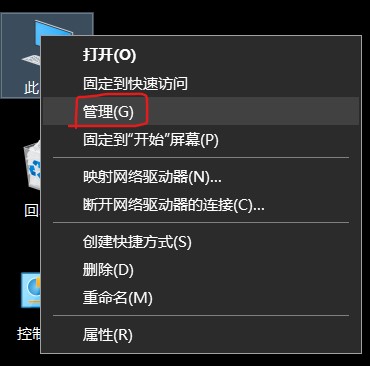 此
打开(O)
固定到快速访问
管理(G)
固定到“开始”屏幕(P)
回
映射网络驱动器(N)...
断开网络驱动器的连接(C)...
创建快捷方式(S)
删除(D)
重命名(M)
控制
属性(R)